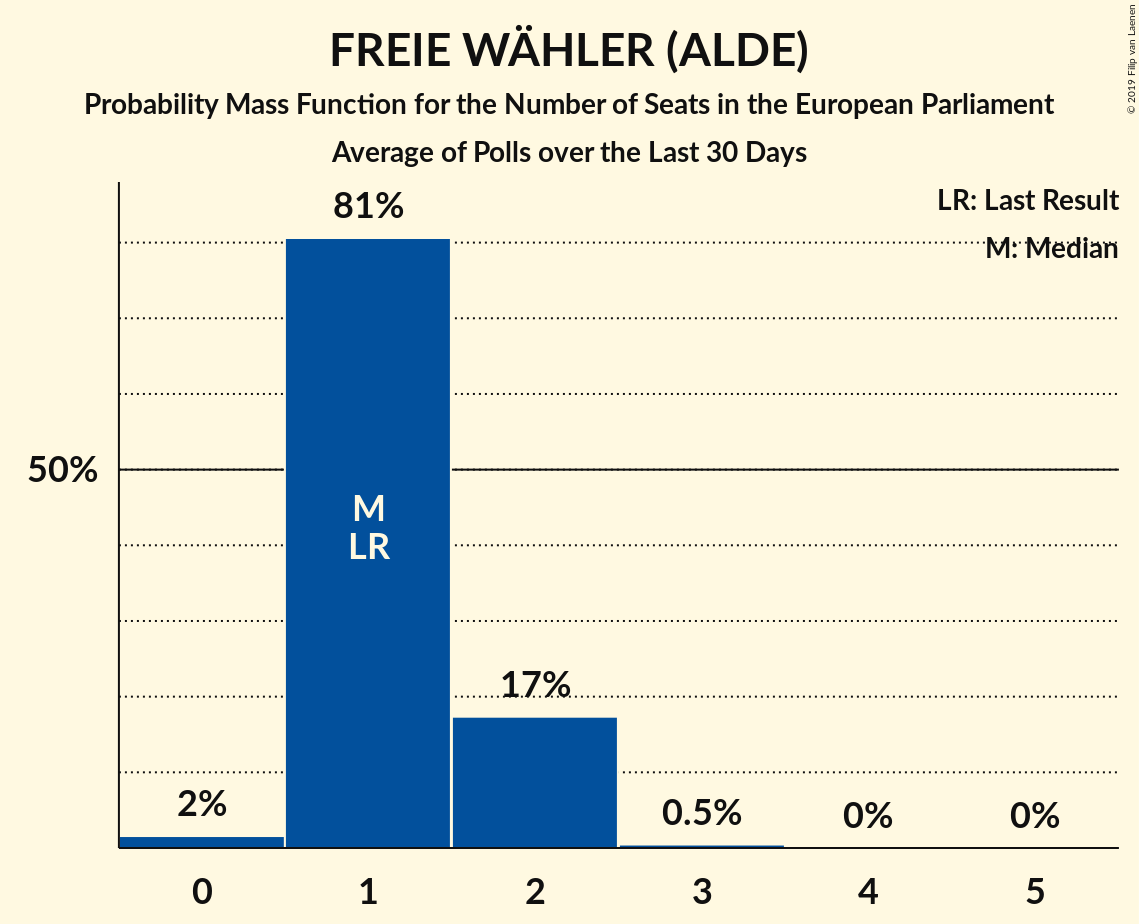 FREIE WÄHLER (ALDE)
Probability Mass Function for the Number of Seats in the European Parliament
Average of Polls over the Last 30 Days
© 2019 Filip van Laenen
LR: Last Result
M: Median
81%
50%
M
LR
17%
2%
0.5%
0%
0%
0
1
2
3
4
5